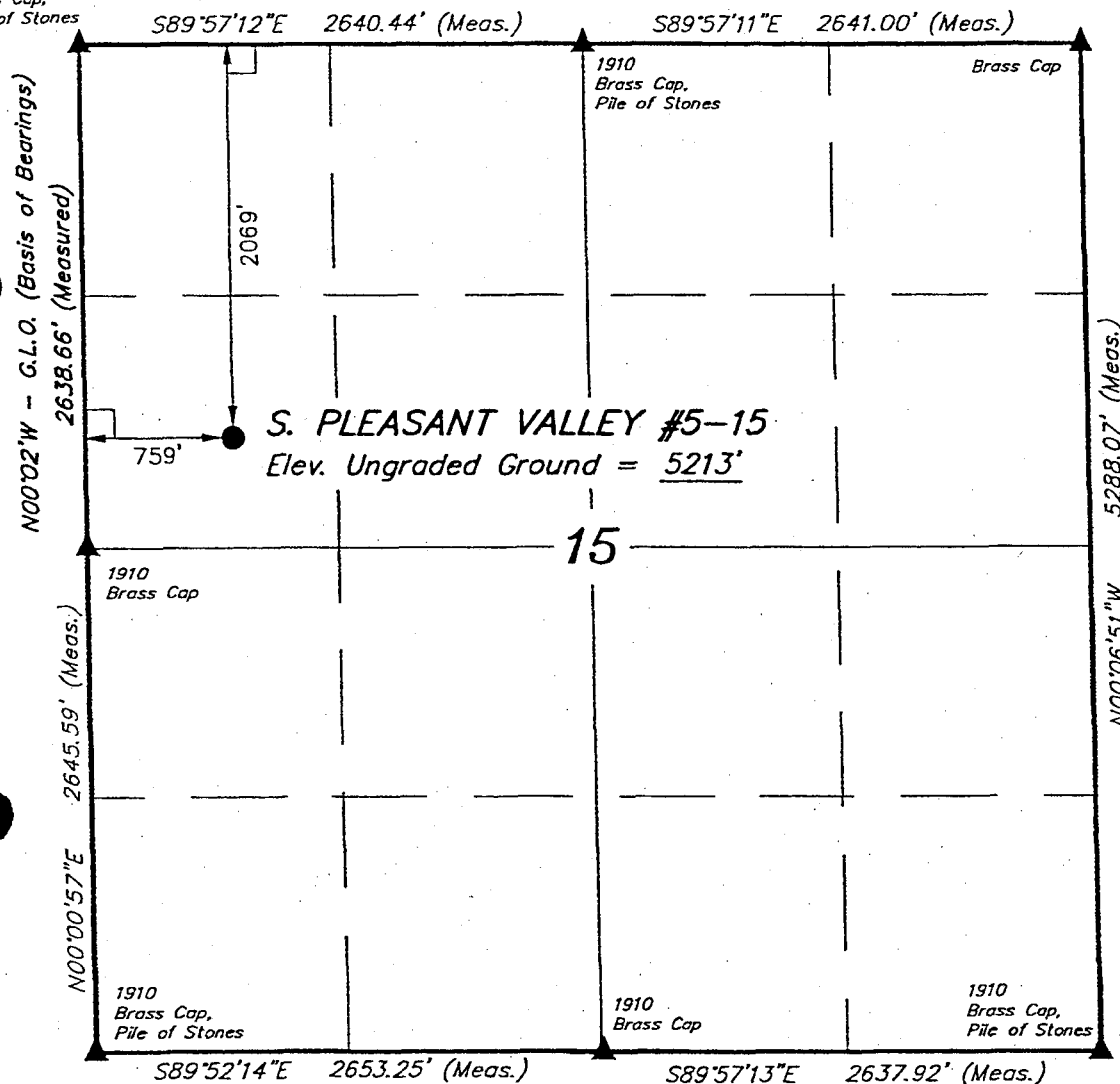 Cap,
of Stones
S89°57'12"E 2640.44' (Meas.)
S89°57'11"E 2641.00' (Meas.)
1910
Brass Cap,
Pile of Stones
Brass Cap
N00°02'W - G.L.O. (Basis of Bearings)
2638.66' (Measured)
2069'
759'
S. PLEASANT VALLEY #5-15
Elev. Ungraded Ground = 5213'
15
1910
Brass Cap
N00°00'57"E 2645.59' (Meas.)
N00°06'51"W 5288.07' (Meas.)
1910
Brass Cap,
Pile of Stones
1910
Brass Cap
1910
Brass Cap,
Pile of Stones
S89°52'14"E 2653.25' (Meas.)
S89°57'13"E 2637.92' (Meas.)